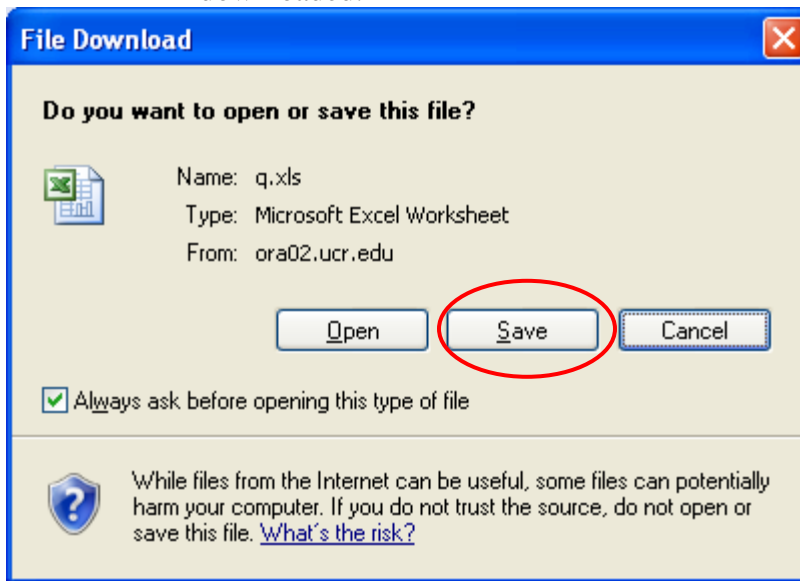 File Download
Do you want to open or save this file?
Name: q.xls
Type: Microsoft Excel Worksheet
From: ora02.ucr.edu
Open Save Cancel
Always ask before opening this type of file
While files from the Internet can be useful, some files can potentially
harm your computer. If you do not trust the source, do not open or
save this file. What's the risk?